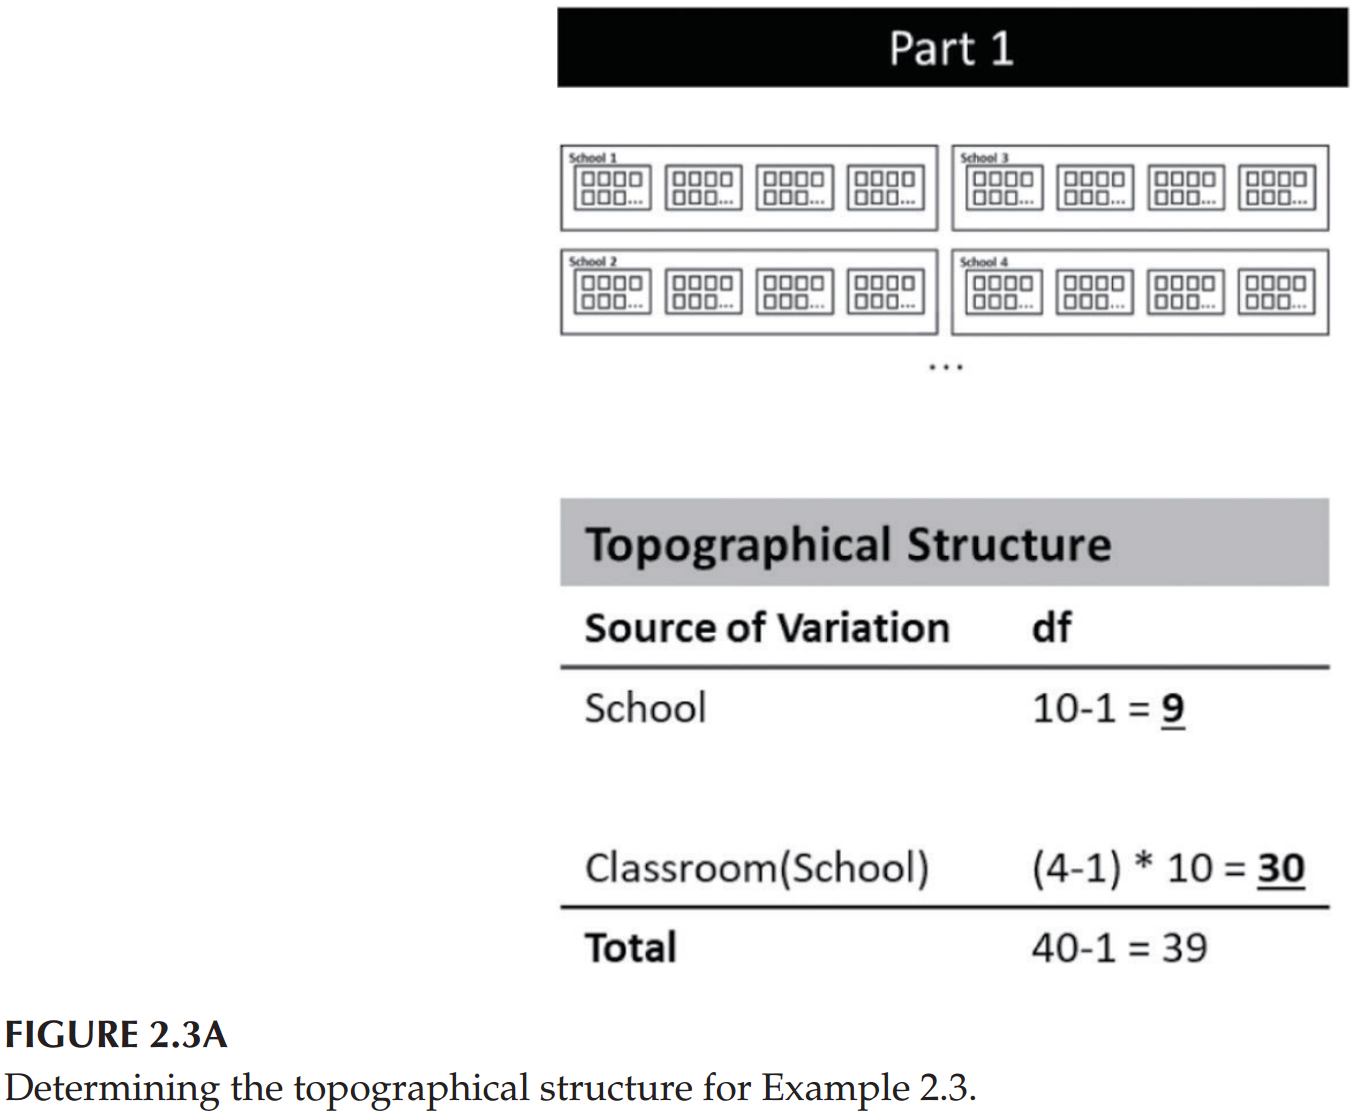 Part 1
School 1
...
...
...
...
School 3
...
...
...
...
School 2
...
...
...
...
School 4
...
...
...
...
...
Topographical Structure
Source of Variation df
School 10-1 = 9
Classroom(School) (4-1) * 10 = 30
Total 40-1 = 39
FIGURE 2.3A
Determining the topographical structure for Example 2.3.